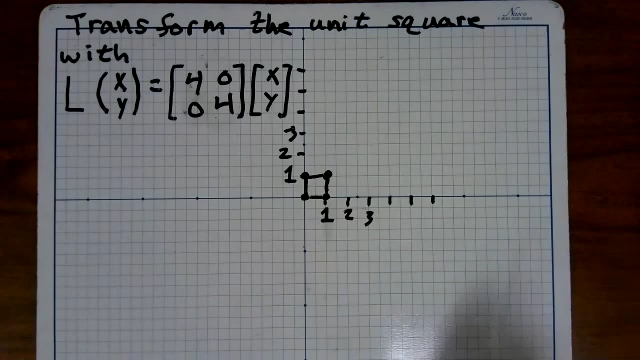 Transform the unit square
with
L (x y) = [4 0 0 4] [x y]
3
2
1
1 2 3